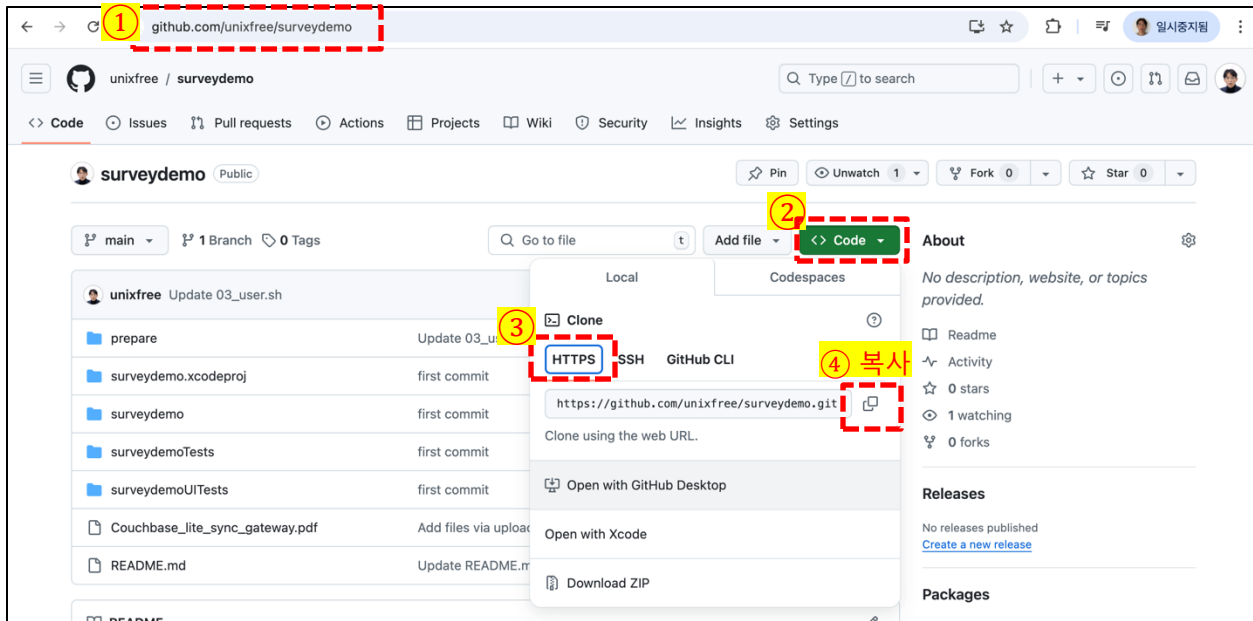 ① github.com/unixfree/surveydemo 일시중지됨
unixfree / surveydemo Type / to search
Code Issues Pull requests Actions Projects Wiki Security Insights Settings
surveydemo Public Pin Unwatch 1 Fork 0 Star 0
②
main 1 Branch 0 Tags Go to file t Add file Code About
Local Codespaces
No description, website, or topics
provided.
unixfree Update 03_user.sh
③ Clone
prepare Update 03_us
Readme
HTTPS SSH GitHub CLI
④ 복사
Activity
surveydemo.xcodeproj first commit
0 stars
https://github.com/unixfree/surveydemo.git
surveydemo first commit
1 watching
Clone using the web URL.
0 forks
surveydemoTests first commit
Open with GitHub Desktop
surveydemoUITests first commit
Releases
Couchbase_lite_sync_gateway.pdf Add files via upload
Open with Xcode
No releases published
Create a new release
README.md Update README.m
Download ZIP
Packages
README